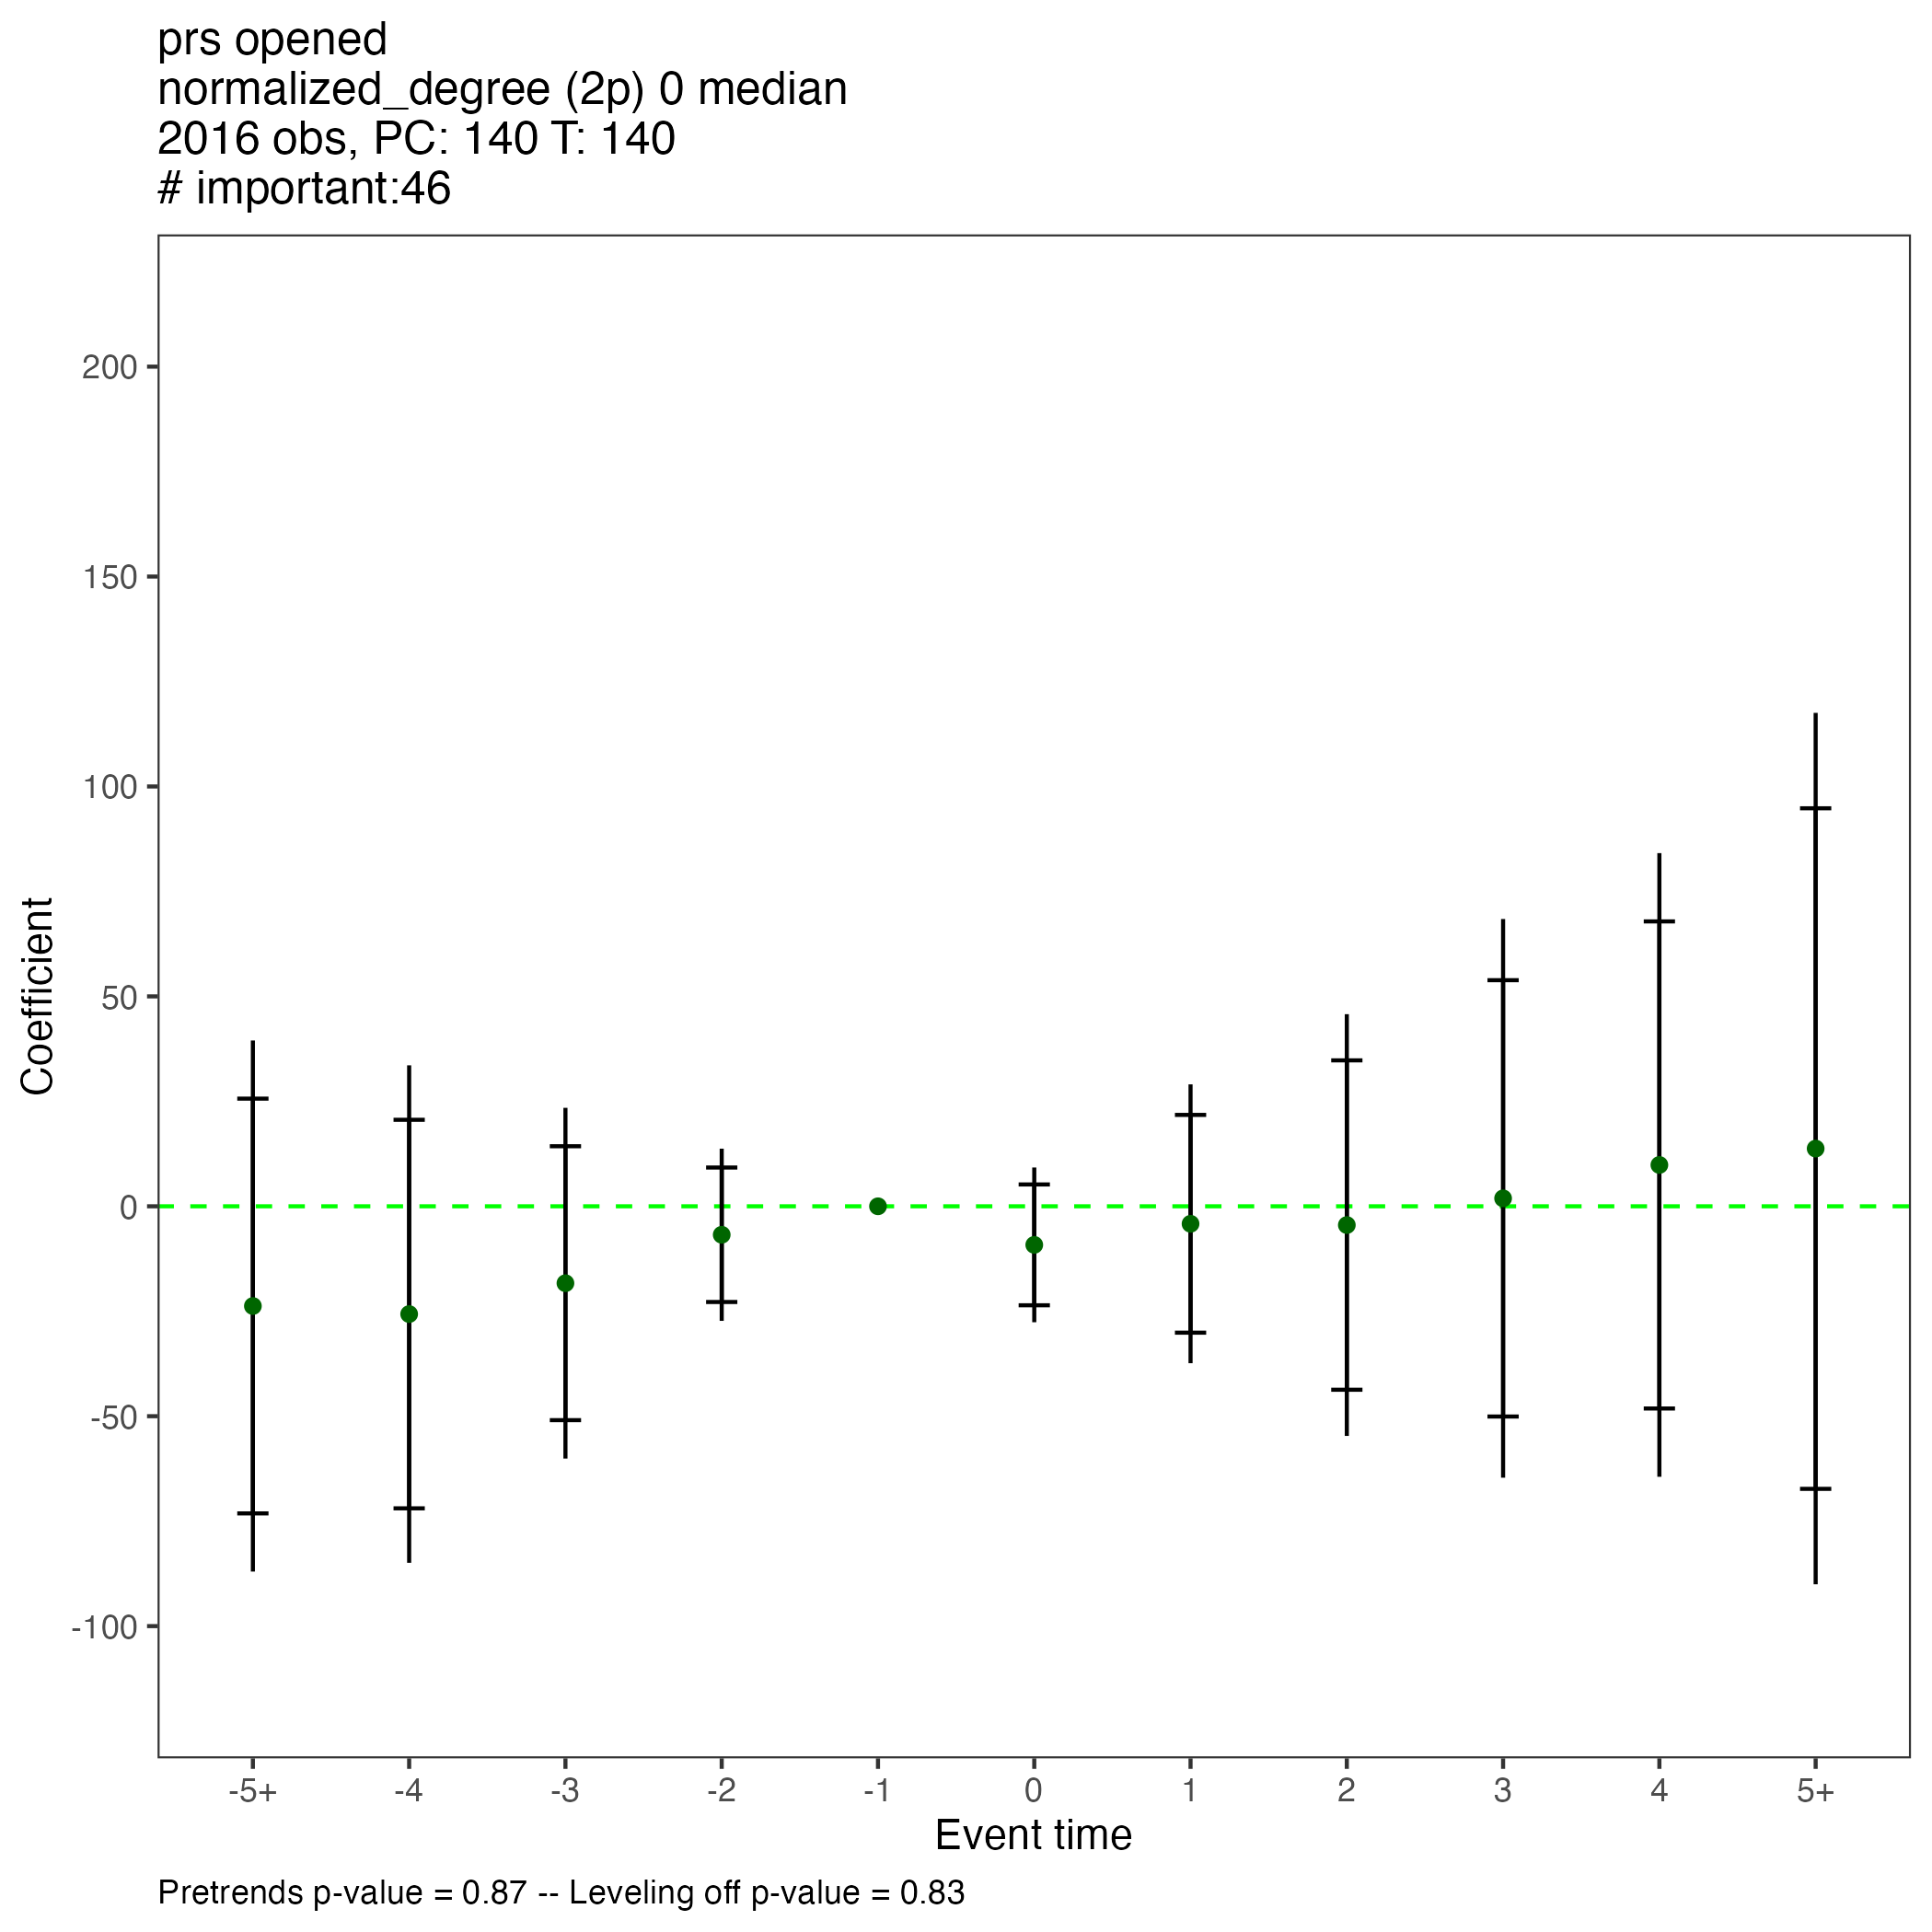 prs opened
normalized_degree (2p) 0 median
2016 obs, PC: 140 T: 140
# important:46
200
150
100
50
0
-50
-100
Coefficient
-5+ -4 -3 -2 -1 0 1 2 3 4 5+
Event time
Pretrends p-value = 0.87 -- Leveling off p-value = 0.83